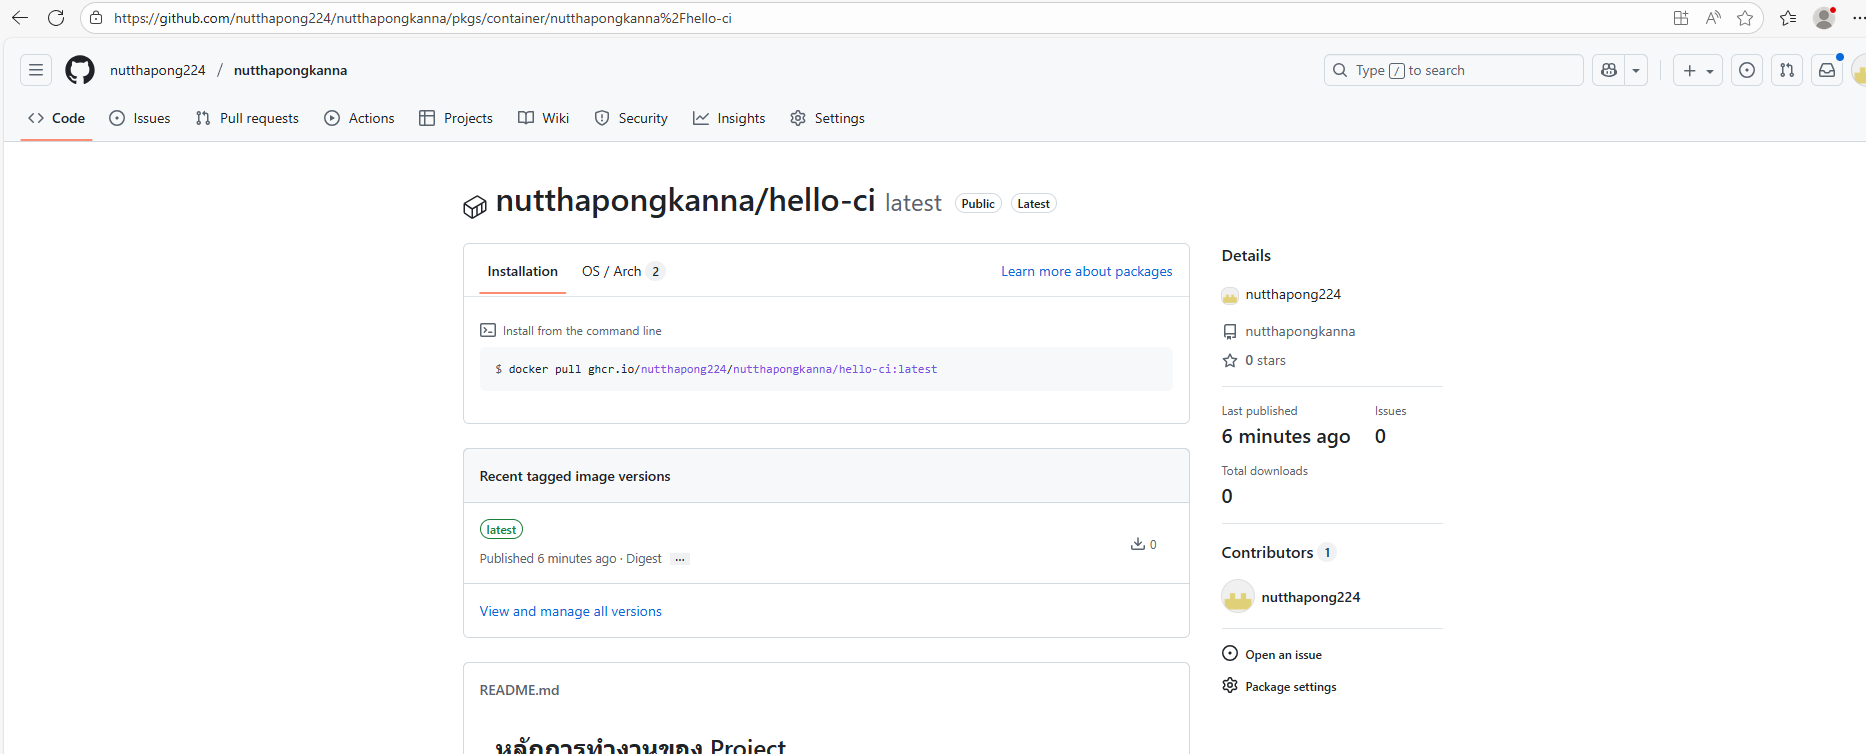 https://github.com/nutthapong224/nutthapongkanna/pkgs/container/nutthapongkanna%2Fhello-ci
nutthapong224 / nutthapongkanna
Type / to search
Code Issues Pull requests Actions Projects Wiki Security Insights Settings
nutthapongkanna/hello-ci latest Public Latest
Installation OS / Arch 2 Learn more about packages
Install from the command line
$ docker pull ghcr.io/nutthapong224/nutthapongkanna/hello-ci:latest
Recent tagged image versions
latest
Published 6 minutes ago · Digest ...
0
View and manage all versions
README.md
หลักการทำงานของ Project
Details
nutthapong224
nutthapongkanna
0 stars
Last published Issues
6 minutes ago 0
Total downloads
0
Contributors 1
nutthapong224
Open an issue
Package settings